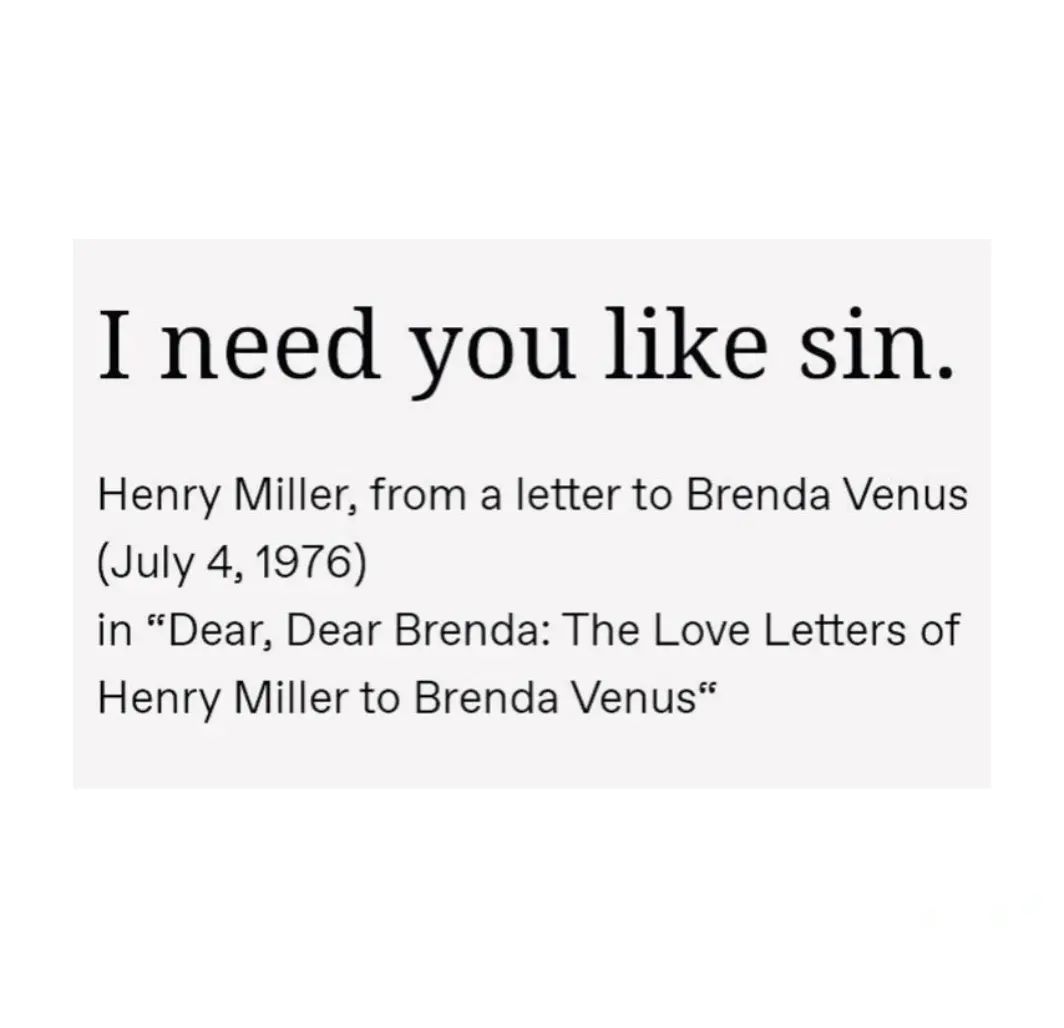 I need you like sin.
Henry Miller, from a letter to Brenda Venus
(July 4, 1976)
in “Dear, Dear Brenda: The Love Letters of
Henry Miller to Brenda Venus“